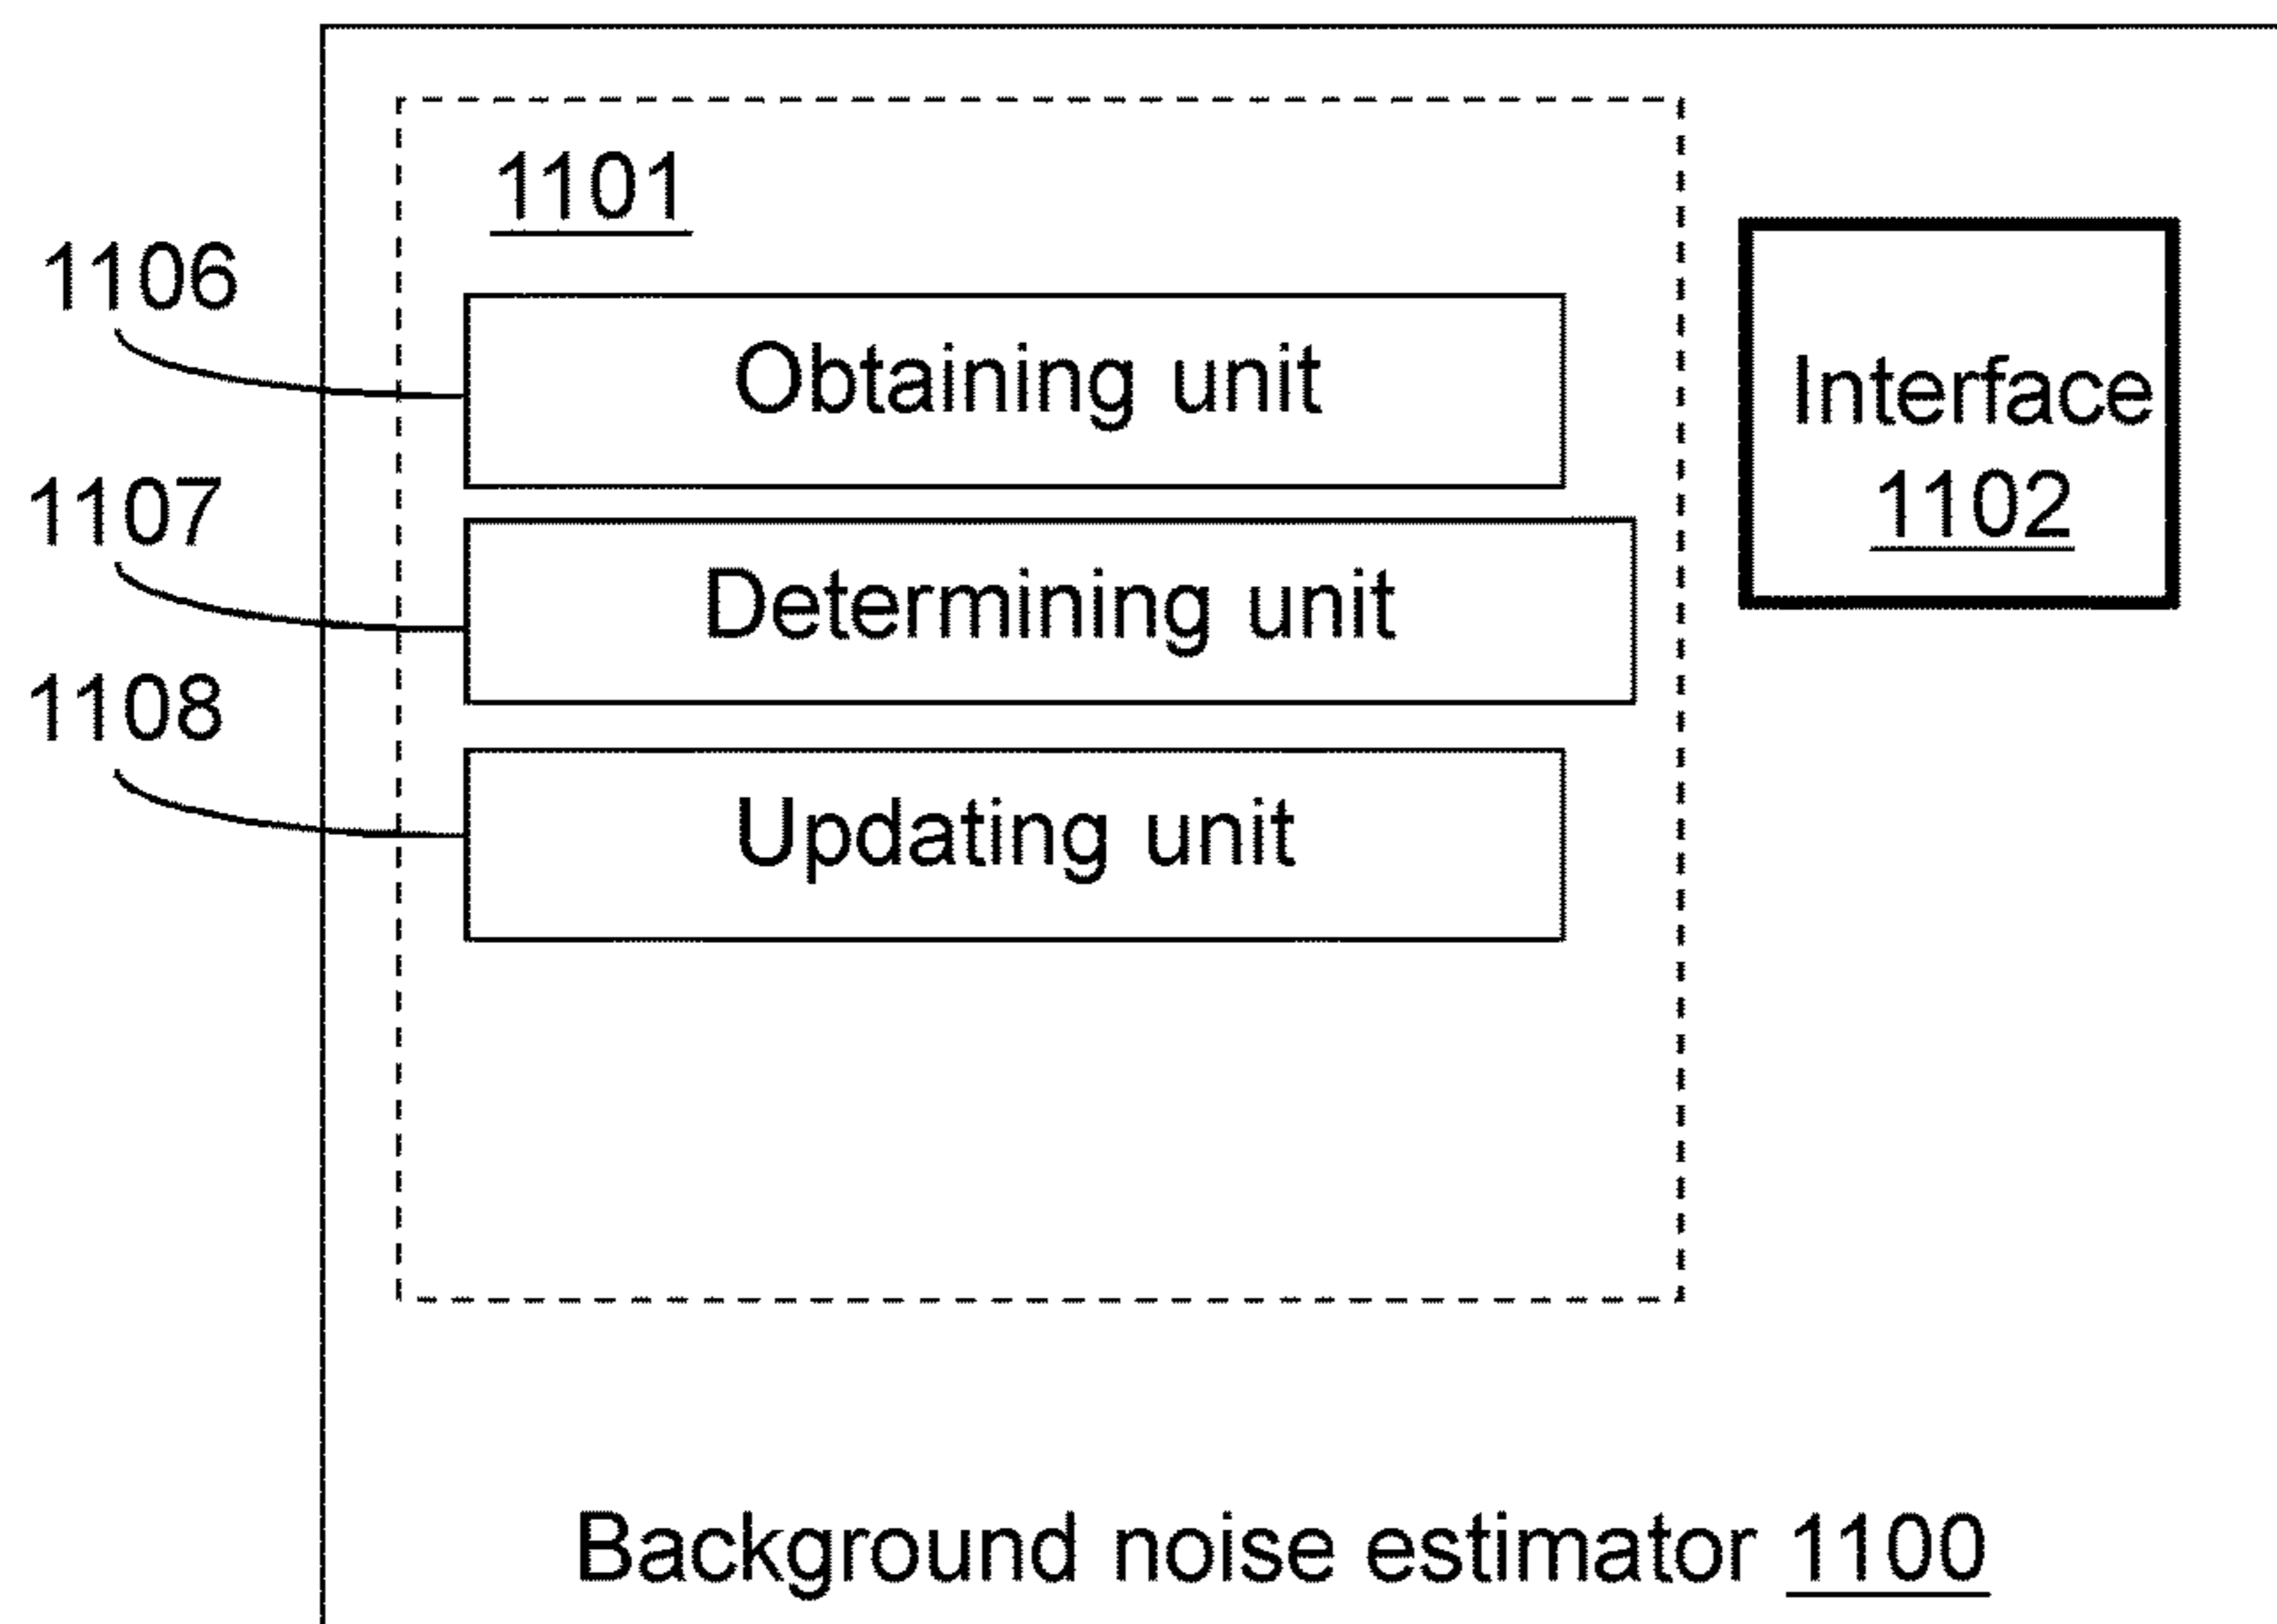 1101
1106
Obtaining unit
Interface
1102
1107
Determining unit
1108
Updating unit
Background noise estimator 1100